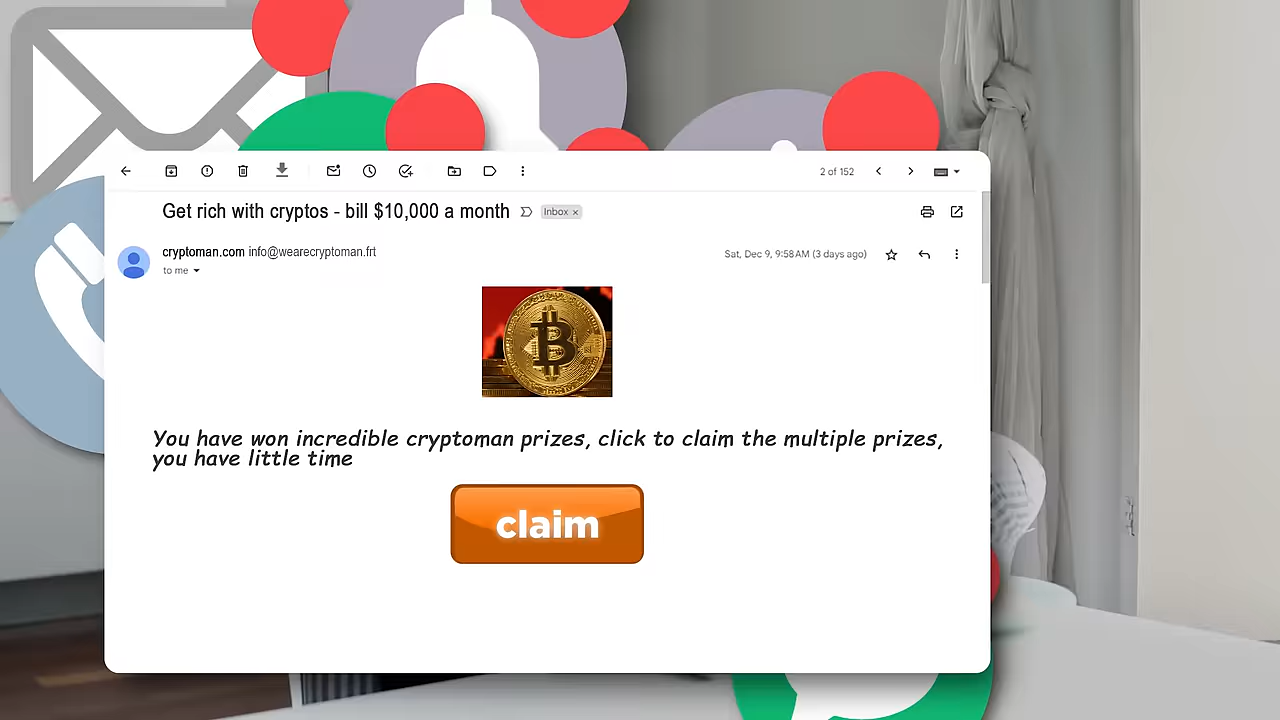 2 of 152
Get rich with cryptos - bill $10,000 a month Inbox x
cryptoman.com info@wearecryptoman.frt
Sat, Dec 9, 9:58 AM (3 days ago)
to me
B
You have won incredible cryptoman prizes, click to claim the multiple prizes,
you have little time
claim